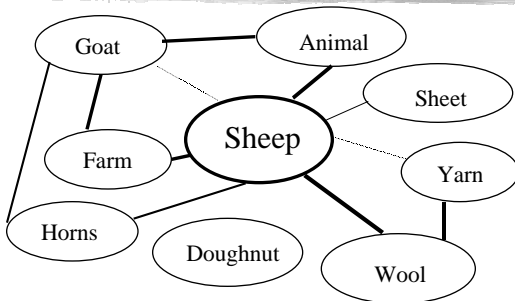 Goat
Animal
Sheet
Sheep
Farm
Yarn
Horns
Doughnut
Wool